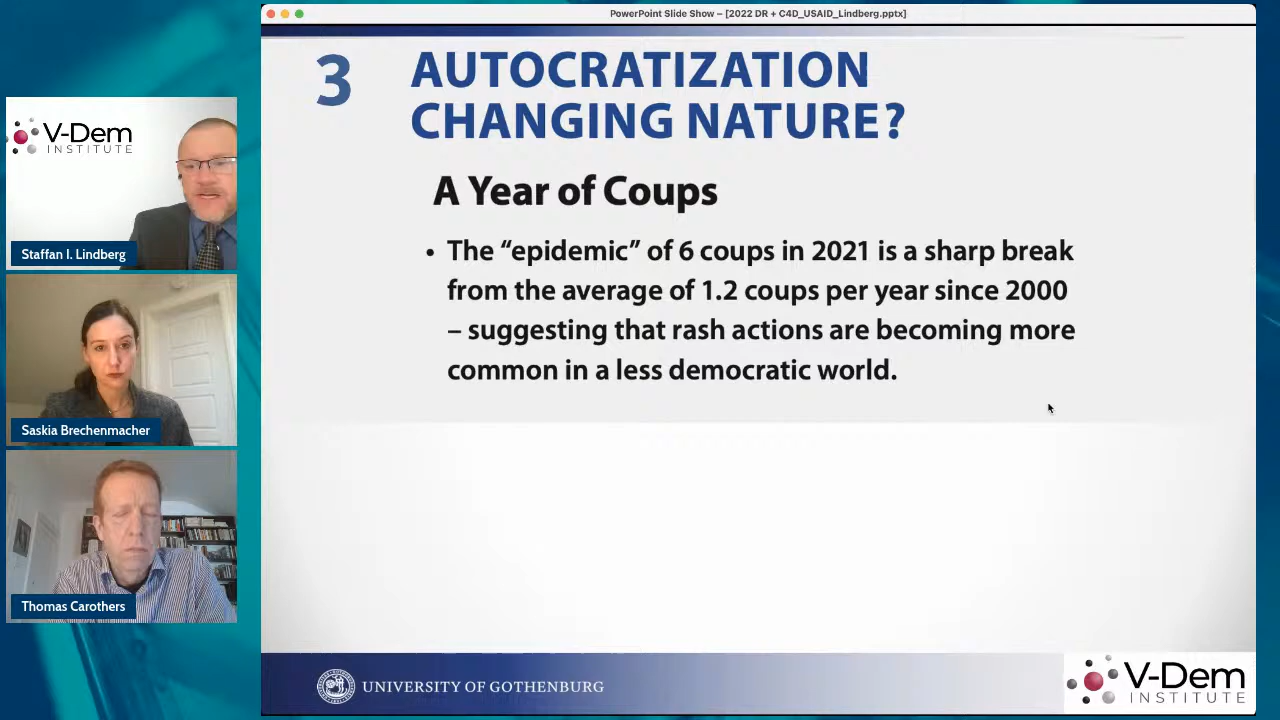 PowerPoint Slide Show – [2022 DR + C4D_USAID_Lindberg.pptx]
3
AUTOCRATIZATION
CHANGING NATURE?
A Year of Coups
• The “epidemic” of 6 coups in 2021 is a sharp break
from the average of 1.2 coups per year since 2000
– suggesting that rash actions are becoming more
common in a less democratic world.
V-Dem
INSTITUTE
Staffan I. Lindberg
Saskia Brechenmacher
Thomas Carothers
UNIVERSITY OF GOTHENBURG
V-Dem
INSTITUTE